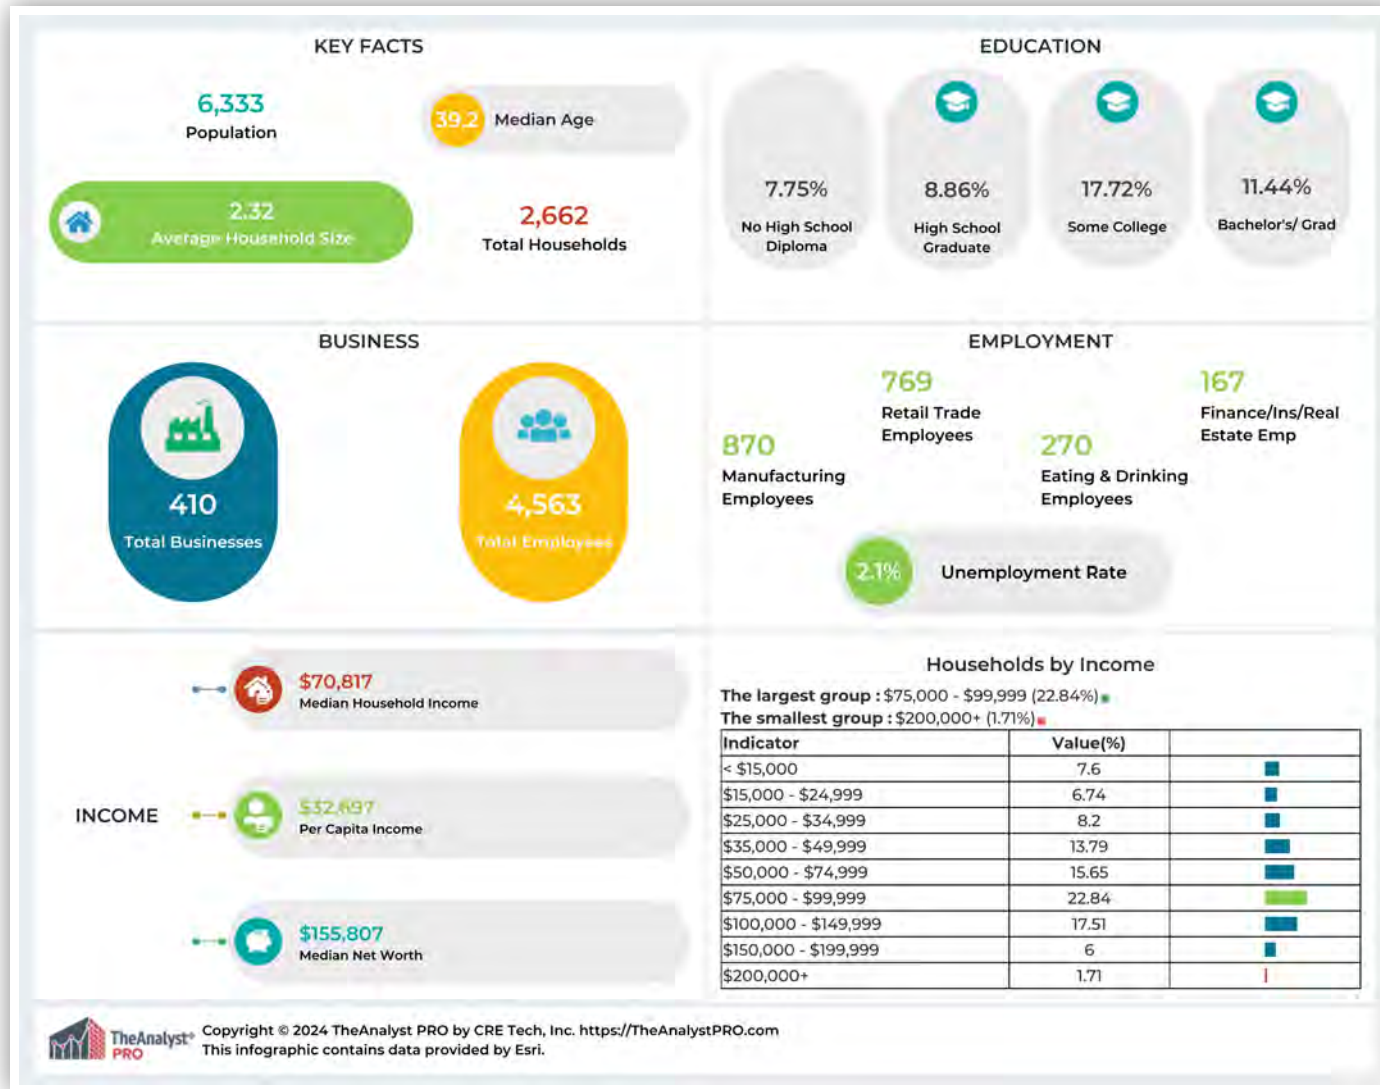 KEY FACTS
6,333
Population
39.2 Median Age
2.32
Average Household Size
2,662
Total Households
EDUCATION
7.75%
No High School
Diploma
8.86%
High School
Graduate
17.72%
Some College
11.44%
Bachelor's/ Grad
BUSINESS
410
Total Businesses
4,563
Total Employees
EMPLOYMENT
870
Manufacturing
Employees
769
Retail Trade
Employees
270
Eating & Drinking
Employees
167
Finance/Ins/Real
Estate Emp
2.1% Unemployment Rate
INCOME
$70,817
Median Household Income
$32,697
Per Capita Income
$155,807
Median Net Worth
Households by Income
The largest group : $75,000 - $99,999 (22.84%)
The smallest group : $200,000+ (1.71%)
Indicator Value(%)
< $15,000 7.6
$15,000 - $24,999 6.74
$25,000 - $34,999 8.2
$35,000 - $49,999 13.79
$50,000 - $74,999 15.65
$75,000 - $99,999 22.84
$100,000 - $149,999 17.51
$150,000 - $199,999 6
$200,000+ 1.71
TheAnalyst®
PRO
Copyright © 2024 TheAnalyst PRO by CRE Tech, Inc. https://TheAnalystPRO.com
This infographic contains data provided by Esri.